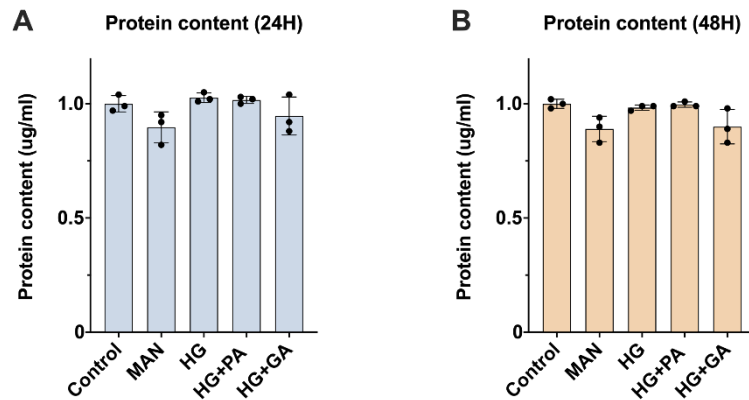 A
Protein content (24H)
Protein content (ug/ml)
1.0
0.5
0
Control
MAN
HG
HG+PA
HG+GA
B
Protein content (48H)
Protein content (ug/ml)
1.0
0.5
0
Control
MAN
HG
HG+PA
HG+GA